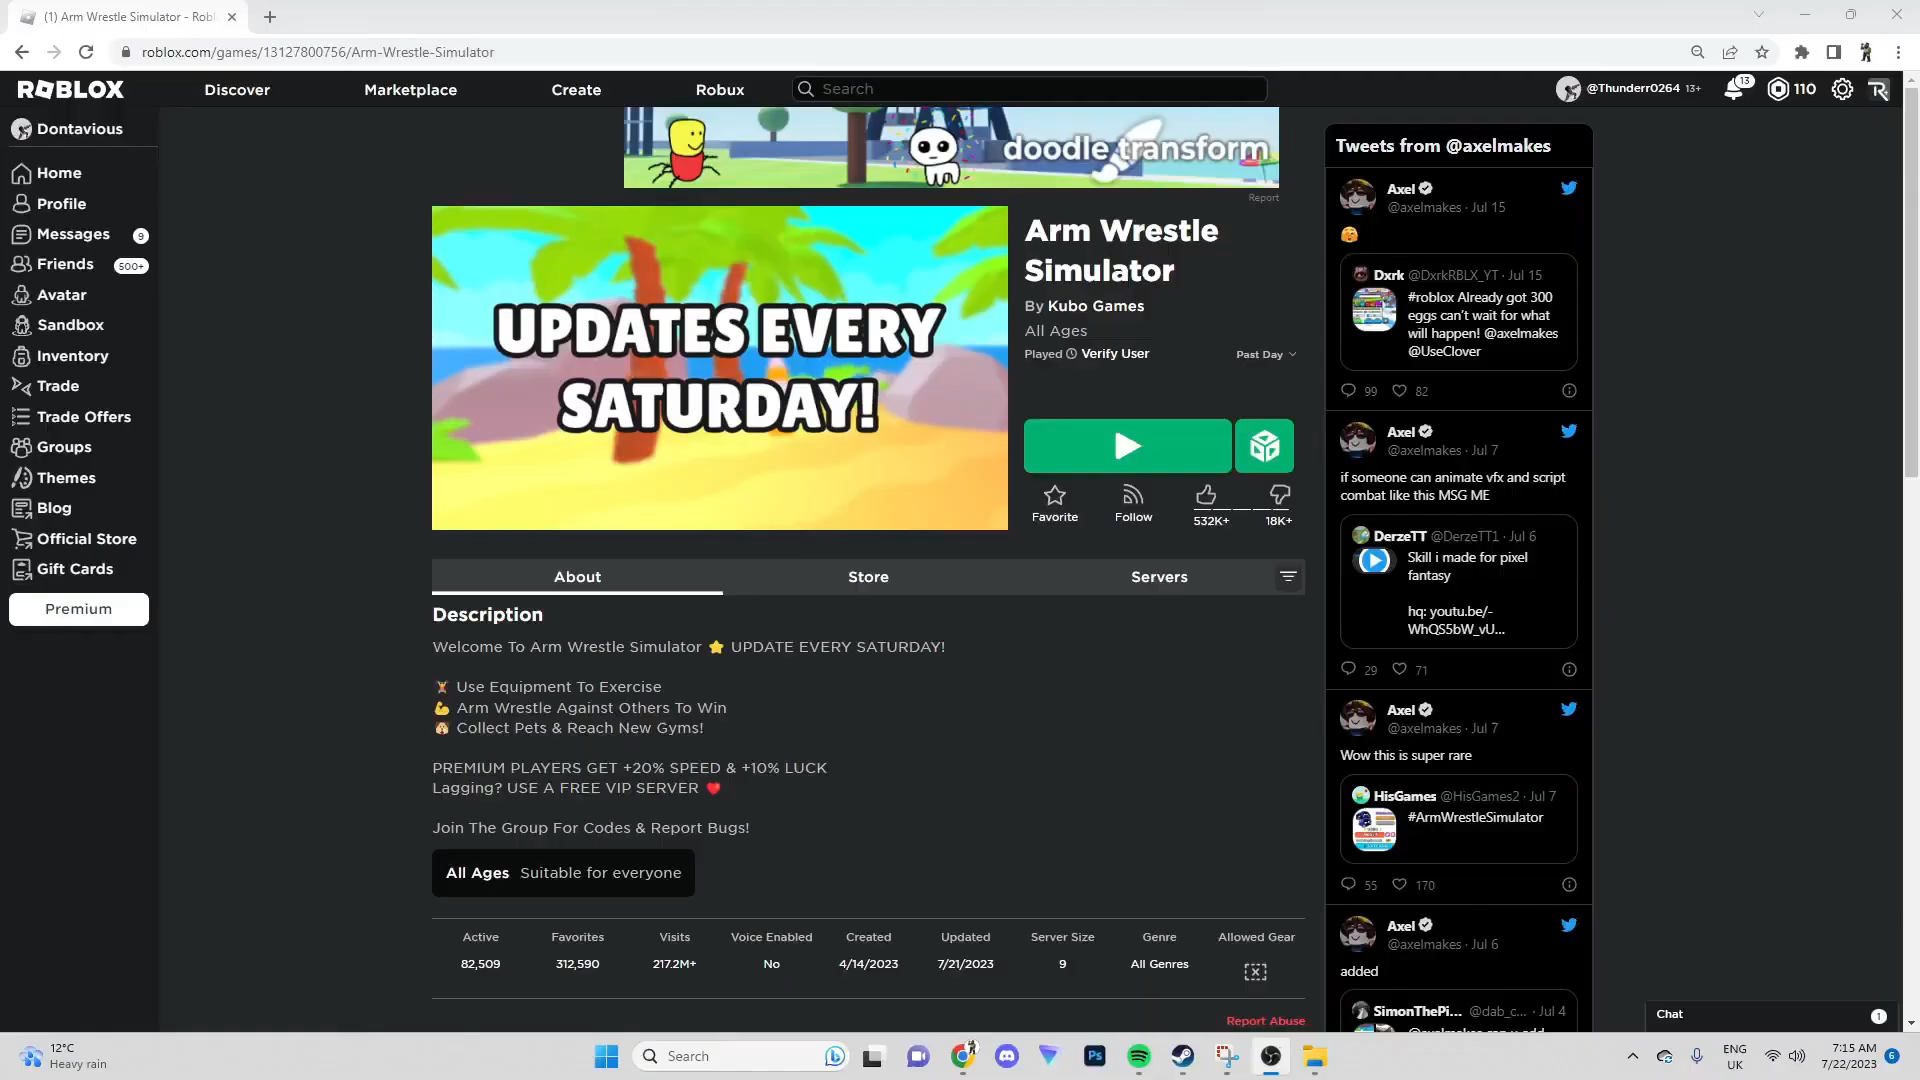 (1) Arm Wrestle Simulator - Robl
roblox.com/games/13127800756/Arm-Wrestle-Simulator
ROBLOX
Discover
Marketplace
Create
Robux
Search
@Thunderr0264 13+
13
110
Dontavious
Home
Profile
Messages 9
Friends 500+
Avatar
Sandbox
Inventory
Trade
Trade Offers
Groups
Themes
Blog
Official Store
Gift Cards
Premium
doodle transform
Report
UPDATES EVERY
SATURDAY!
Arm Wrestle
Simulator
By Kubo Games
All Ages
Played Verify User
Past Day
Favorite
Follow
532K+
18K+
About
Store
Servers
Description
Welcome To Arm Wrestle Simulator ⭐ UPDATE EVERY SATURDAY!
🏋 Use Equipment To Exercise
💪 Arm Wrestle Against Others To Win
🐶 Collect Pets & Reach New Gyms!
PREMIUM PLAYERS GET +20% SPEED & +10% LUCK
Lagging? USE A FREE VIP SERVER ❤️
Join The Group For Codes & Report Bugs!
All Ages Suitable for everyone
Active Favorites Visits Voice Enabled Created Updated Server Size Genre Allowed Gear
82,509 312,590 217.2M+ No 4/14/2023 7/21/2023 9 All Genres
Report Abuse
Tweets from @axelmakes
Axel
@axelmakes · Jul 15
Dxrk @DxrkRBLX_YT · Jul 15
#roblox Already got 300
eggs can't wait for what
will happen! @axelmakes
@UseClover
99 82
Axel
@axelmakes · Jul 7
if someone can animate vfx and script
combat like this MSG ME
DerzeTT @DerzeTT1 · Jul 6
Skill i made for pixel
fantasy
hq: youtu.be/-
WhQS5bW_vU...
29 71
Axel
@axelmakes · Jul 7
Wow this is super rare
HisGames @HisGames2 · Jul 7
#ArmWrestleSimulator
55 170
Axel
@axelmakes · Jul 6
added
SimonThePi... @dab_c... · Jul 4
Chat 1
12°C
Heavy rain
Search
Ps
ENG
UK
7:15 AM
7/22/2023
6